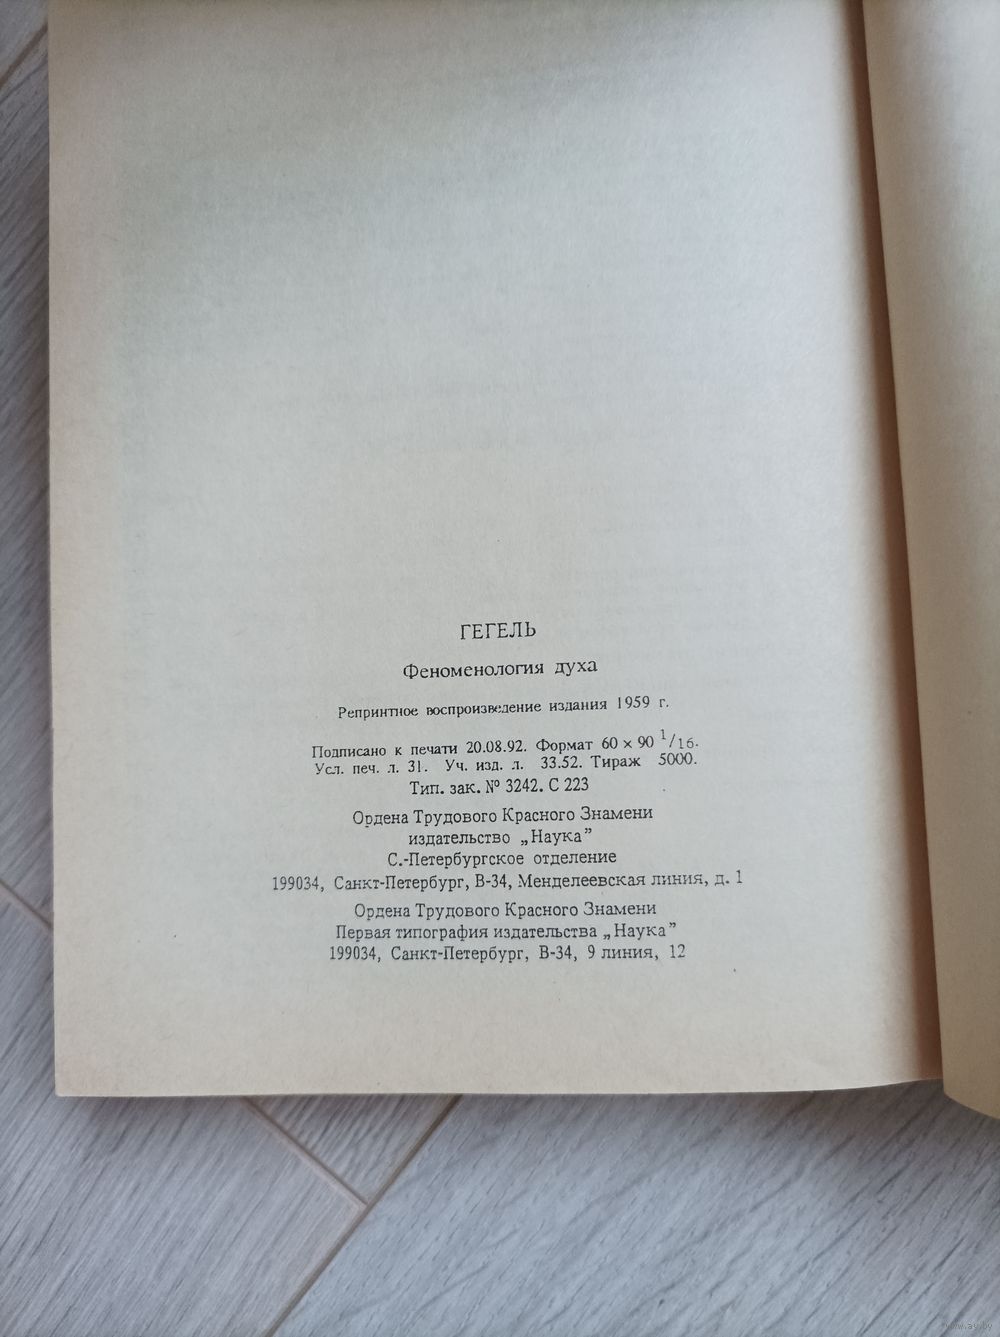 ГЕГЕЛЬ
Феноменология духа
Репринтное воспроизведение издания 1959 г.
Подписано к печати 20.08.92. Формат 60 × 90 1/16.
Усл. печ. л. 31. Уч. изд. л. 33.52. Тираж 5000.
Тип. зак. № 3242. С 223
Ордена Трудового Красного Знамени
издательство „Наука”
С.-Петербургское отделение
199034, Санкт-Петербург, В-34, Менделеевская линия, д. 1
Ордена Трудового Красного Знамени
Первая типография издательства „Наука”
199034, Санкт-Петербург, В-34, 9 линия, 12
www.ay.by